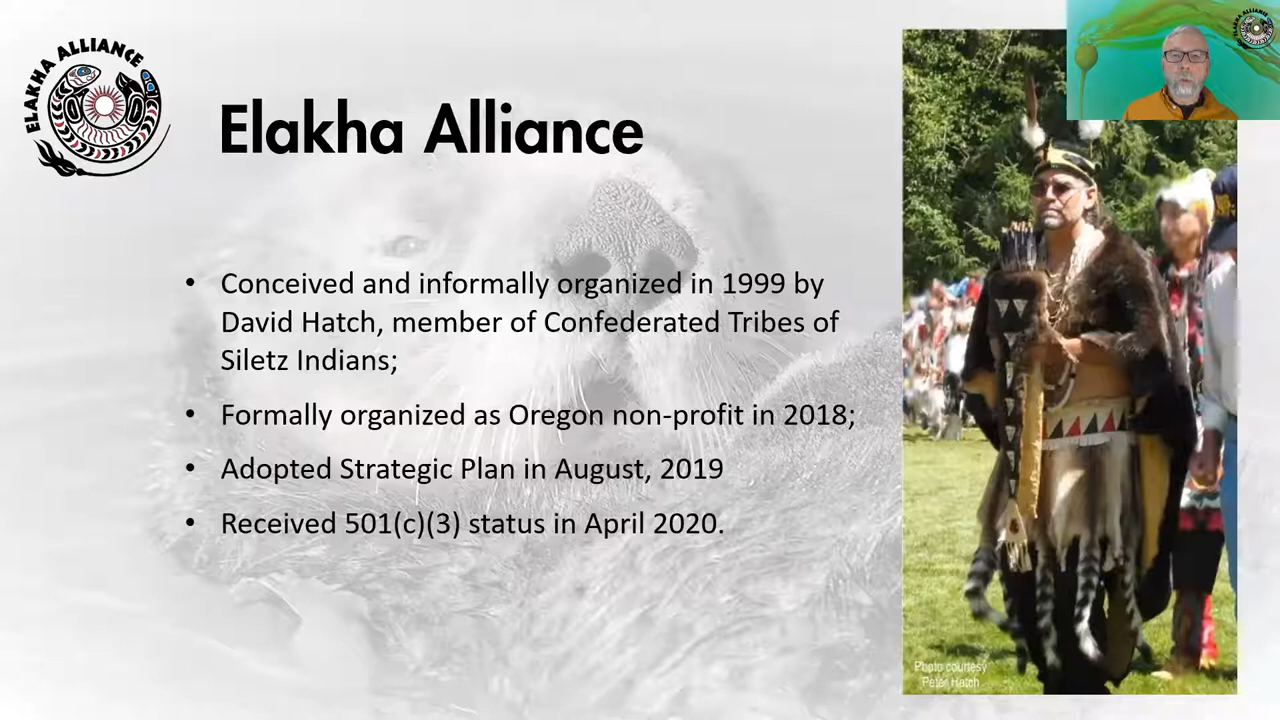 ELAKHA ALLIANCE
Elakha Alliance
• Conceived and informally organized in 1999 by
David Hatch, member of Confederated Tribes of
Siletz Indians;
• Formally organized as Oregon non-profit in 2018;
• Adopted Strategic Plan in August, 2019
• Received 501(c)(3) status in April 2020.
Photo courtesy
Peter Hatch
ELAKHA ALLIANCE